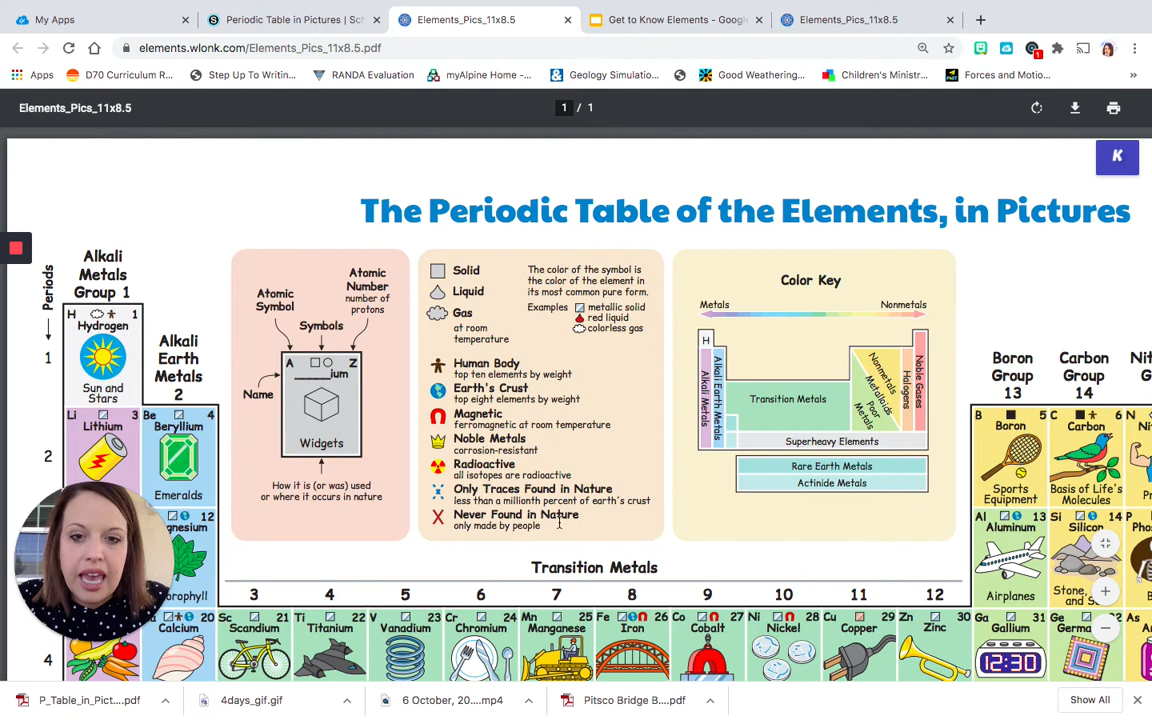 My Apps
Periodic Table in Pictures | Sch
Elements_Pics_11x8.5
Get to Know Elements - Google
Elements_Pics_11x8.5
elements.wlonk.com/Elements_Pics_11x8.5.pdf
1
Apps
D70 Curriculum R...
Step Up To Writin...
RANDA Evaluation
myAlpine Home -...
Geology Simulatio...
Good Weathering...
Children's Ministr...
Forces and Motio...
Elements_Pics_11x8.5
1 / 1
K
The Periodic Table of the Elements, in Pictures
Periods
Alkali
Metals
Group 1
Alkali
Earth
Metals
2
Atomic
Symbol
Atomic
Number
number of
protons
Symbols
A Z
____ium
Name
Widgets
How it is (or was) used
or where it occurs in nature
Solid
Liquid
Gas
at room
temperature
The color of the symbol is
the color of the element in
its most common pure form.
Examples
metallic solid
red liquid
colorless gas
Human Body
top ten elements by weight
Earth's Crust
top eight elements by weight
Magnetic
ferromagnetic at room temperature
Noble Metals
corrosion-resistant
Radioactive
all isotopes are radioactive
Only Traces Found in Nature
less than a millionth percent of earth's crust
Never Found in Nature
only made by people
Color Key
Metals
Nonmetals
H
Alkali Metals
Alkali Earth Metals
Transition Metals
Nonmetals
Metalloids
Poor Metals
Halogens
Noble Gases
Superheavy Elements
Rare Earth Metals
Actinide Metals
Boron
Group
13
Carbon
Group
14
Nit
G
1
H 1
Hydrogen
Sun and
Stars
2
Li 3
Lithium
Be 4
Beryllium
Emeralds
B 5
Boron
Sports
Equipment
C 6
Carbon
Basis of Life's
Molecules
N
Ni
12
gnesium
orophyll
Al 13
Aluminum
Airplanes
Si 14
Silicon
Stone,
and S
P
Ph
Transition Metals
3 4 5 6 7 8 9 10 11 12
4
20
Calcium
Sc 21
Scandium
Ti 22
Titanium
V 23
Vanadium
Cr 24
Chromium
Mn 25
Manganese
Fe 26
Iron
Co 27
Cobalt
Ni 28
Nickel
Cu 29
Copper
Zn 30
Zinc
Ga 31
Gallium
12:30
Ge
Germa
As
A
P_Table_in_Pict....pdf
4days_gif.gif
6 October, 20....mp4
Pitsco Bridge B....pdf
Show All